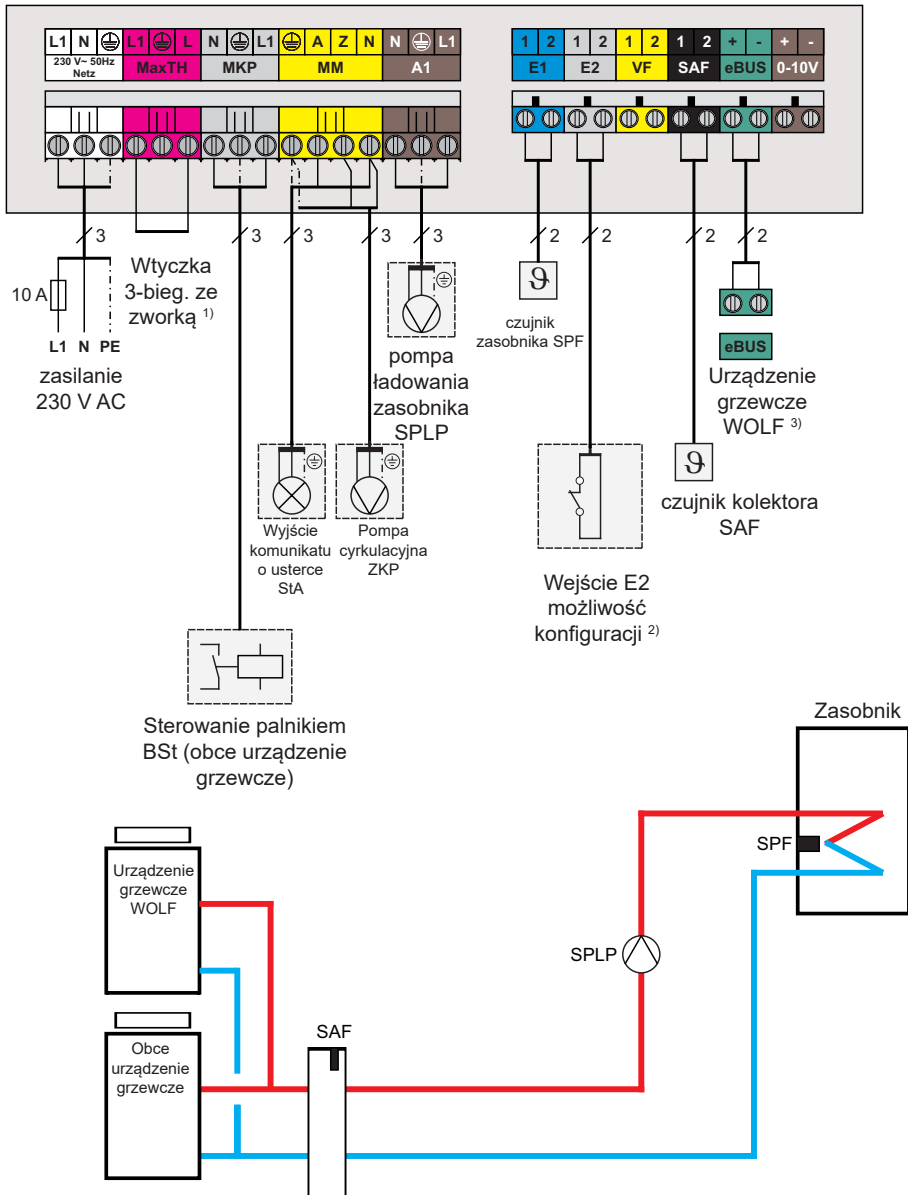 L1 N L1 L N L1 A Z N N L1
230 V~ 50Hz
Netz
MaxTH MKP MM A1
1 2 1 2 1 2 1 2 + - + -
E1 E2 VF SAF eBUS 0-10V
3
3
3
3
3
2
2
2
2
10 A
L1 N PE
zasilanie
230 V AC
Wtyczka
3-bieg. ze
zworką 1)
pompa
ładowania
zasobnika
SPLP
ϑ
czujnik
zasobnika SPF
eBUS
Urządzenie
grzewcze
WOLF 3)
ϑ
czujnik kolektora
SAF
Wyjście
komunikatu
o usterce
StA
Pompa
cyrkulacyjna
ZKP
Wejście E2
możliwość
konfiguracji 2)
Sterowanie palnikiem
BSt (obce urządzenie
grzewcze)
Zasobnik
SPF
SPLP
Urządzenie
grzewcze
WOLF
SAF
Obce
urządzenie
grzewcze